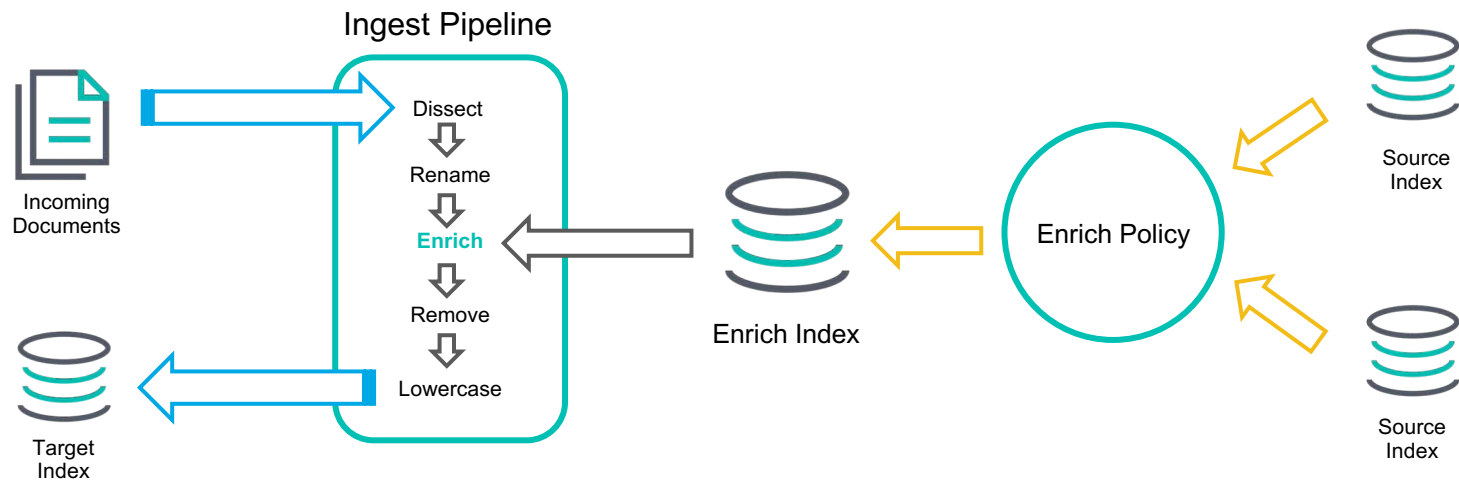 Ingest Pipeline
Incoming
Documents
Dissect
Rename
Enrich
Remove
Lowercase
Target
Index
Enrich Index
Enrich Policy
Source
Index
Source
Index